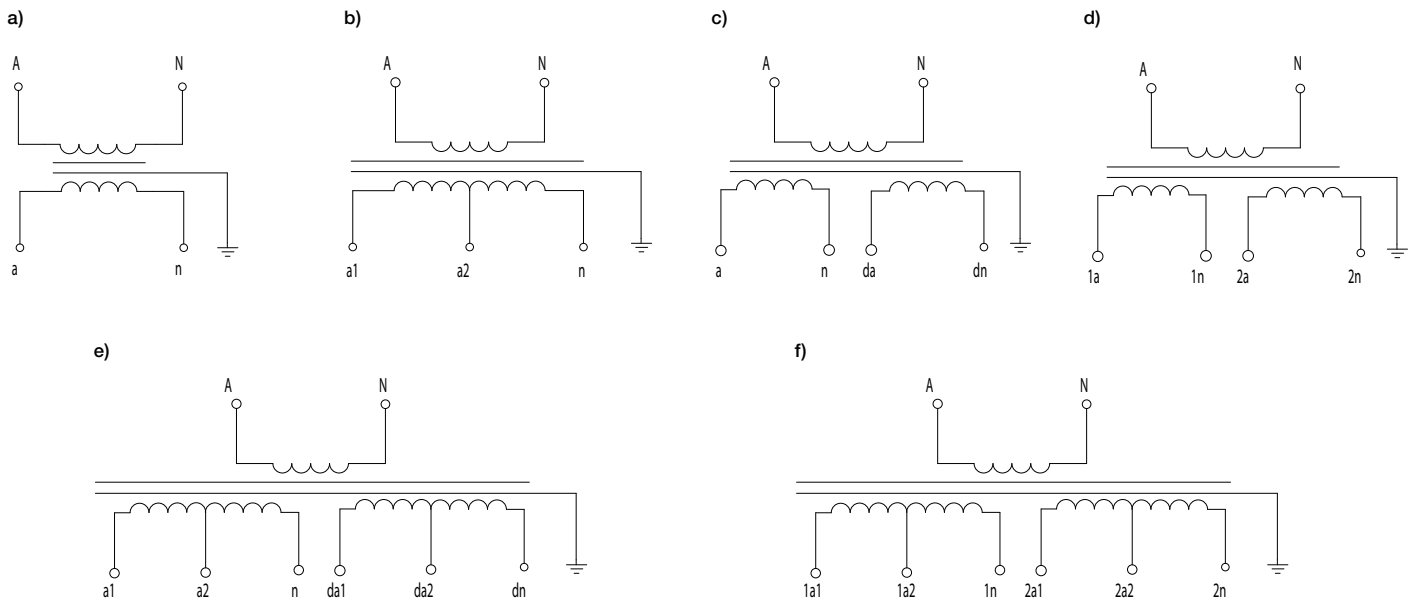 a) b) c) d)
A N A N A N A N
a n a1 a2 n a n da dn 1a 1n 2a 2n
e) f)
A N A N
a1 a2 n da1 da2 dn 1a1 1a2 1n 2a1 2a2 2n